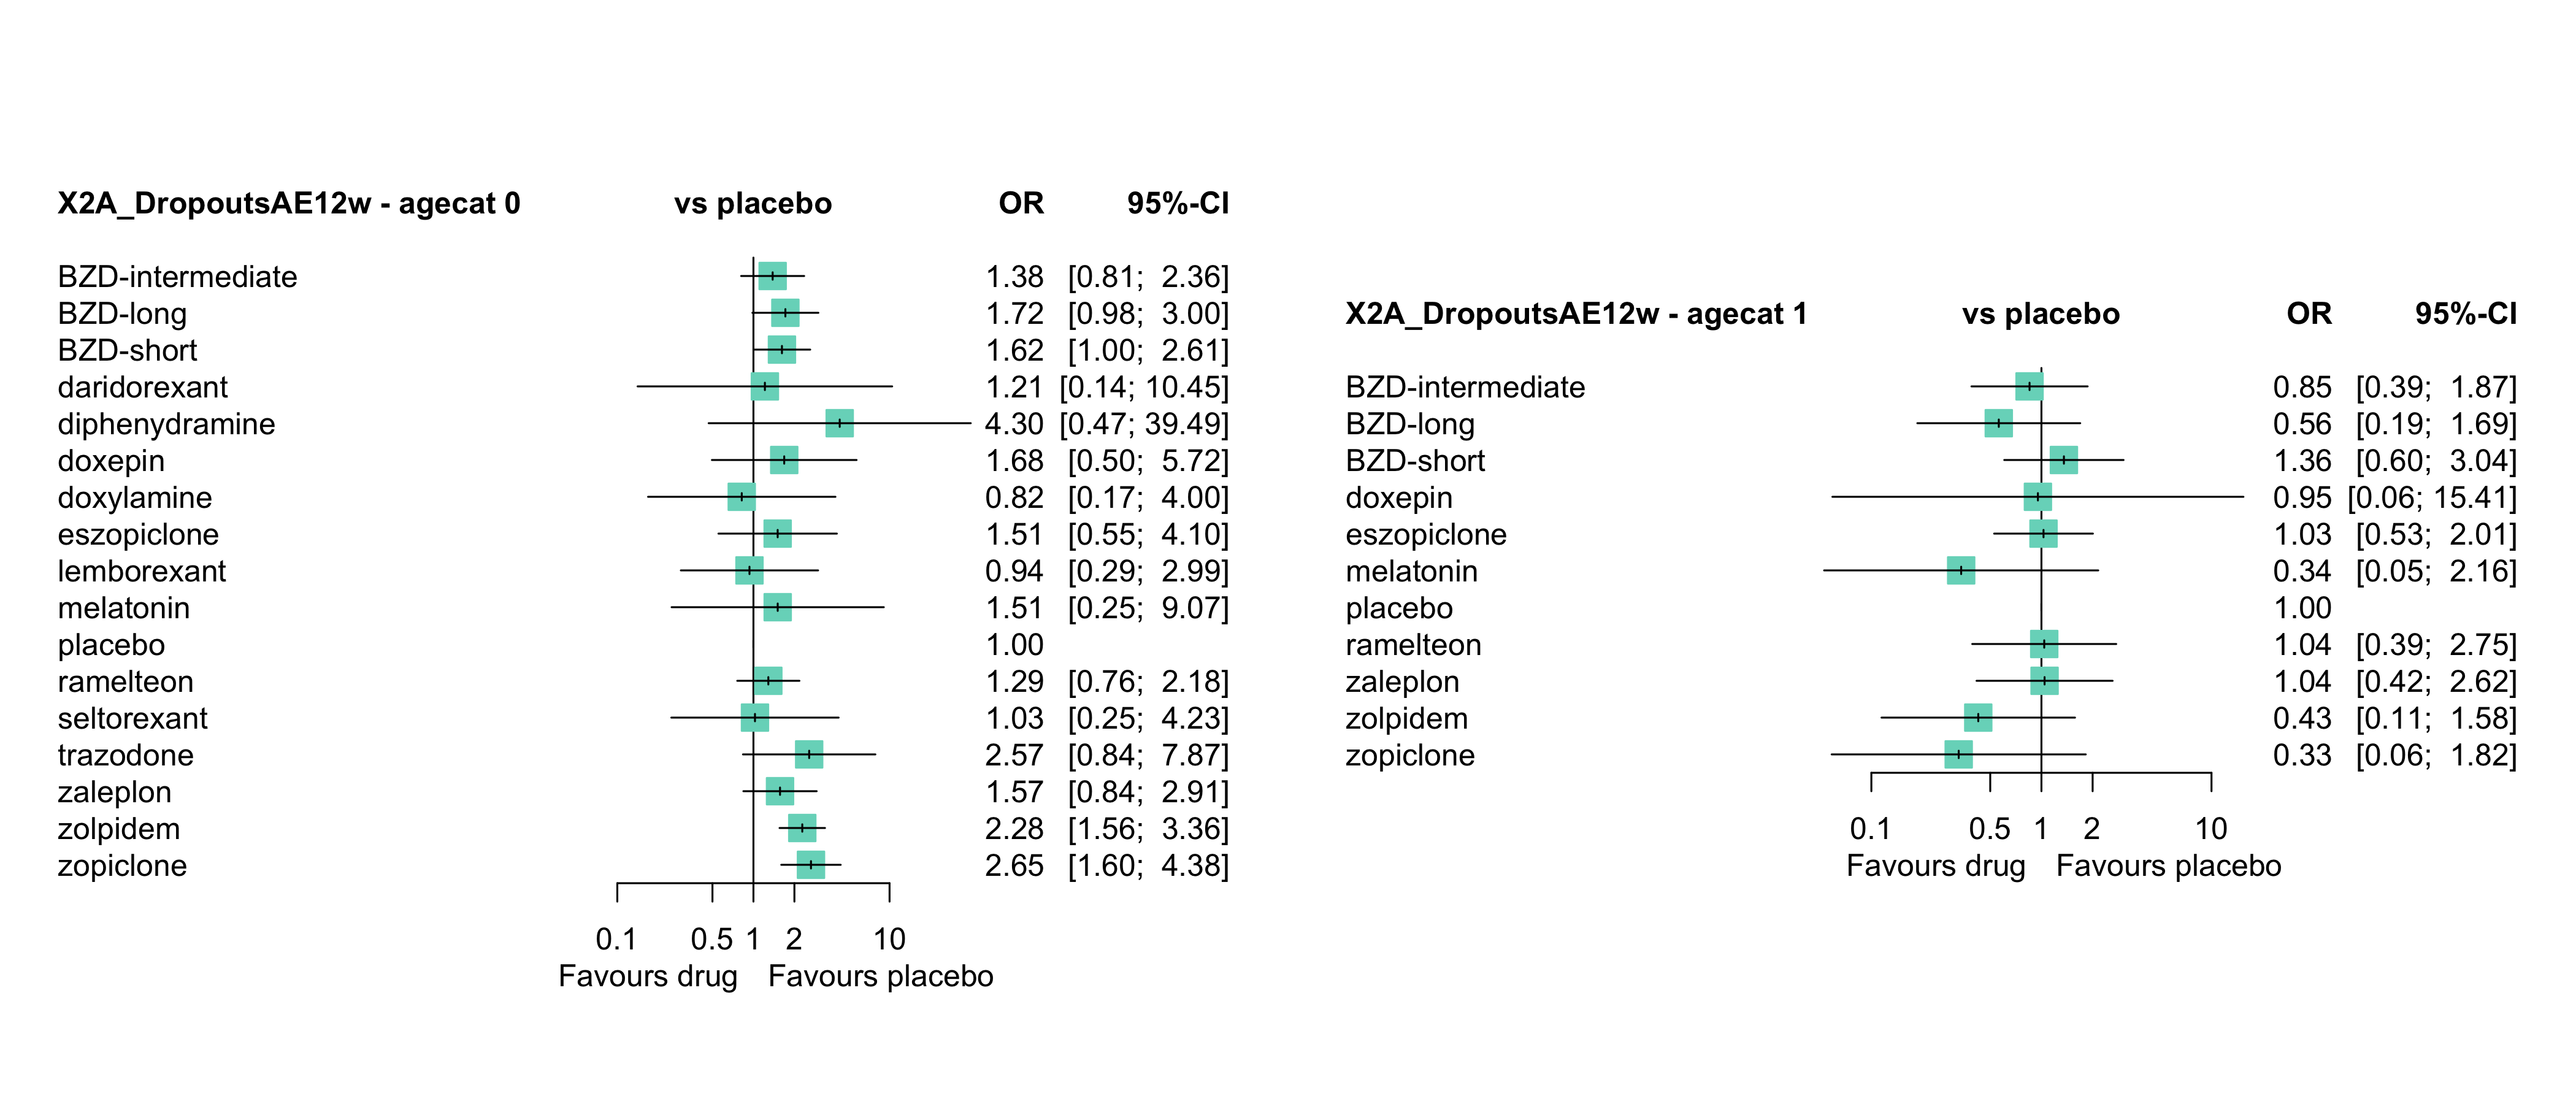 X2A_DropoutsAE12w - agecat 0 vs placebo OR 95%-CI
BZD-intermediate 1.38 [0.81; 2.36]
BZD-long 1.72 [0.98; 3.00]
BZD-short 1.62 [1.00; 2.61]
daridorexant 1.21 [0.14; 10.45]
diphenydramine 4.30 [0.47; 39.49]
doxepin 1.68 [0.50; 5.72]
doxylamine 0.82 [0.17; 4.00]
eszopiclone 1.51 [0.55; 4.10]
lemborexant 0.94 [0.29; 2.99]
melatonin 1.51 [0.25; 9.07]
placebo 1.00
ramelteon 1.29 [0.76; 2.18]
seltorexant 1.03 [0.25; 4.23]
trazodone 2.57 [0.84; 7.87]
zaleplon 1.57 [0.84; 2.91]
zolpidem 2.28 [1.56; 3.36]
zopiclone 2.65 [1.60; 4.38]
0.1 0.5 1 2 10
Favours drug Favours placebo
X2A_DropoutsAE12w - agecat 1 vs placebo OR 95%-CI
BZD-intermediate 0.85 [0.39; 1.87]
BZD-long 0.56 [0.19; 1.69]
BZD-short 1.36 [0.60; 3.04]
doxepin 0.95 [0.06; 15.41]
eszopiclone 1.03 [0.53; 2.01]
melatonin 0.34 [0.05; 2.16]
placebo 1.00
ramelteon 1.04 [0.39; 2.75]
zaleplon 1.04 [0.42; 2.62]
zolpidem 0.43 [0.11; 1.58]
zopiclone 0.33 [0.06; 1.82]
0.1 0.5 1 2 10
Favours drug Favours placebo